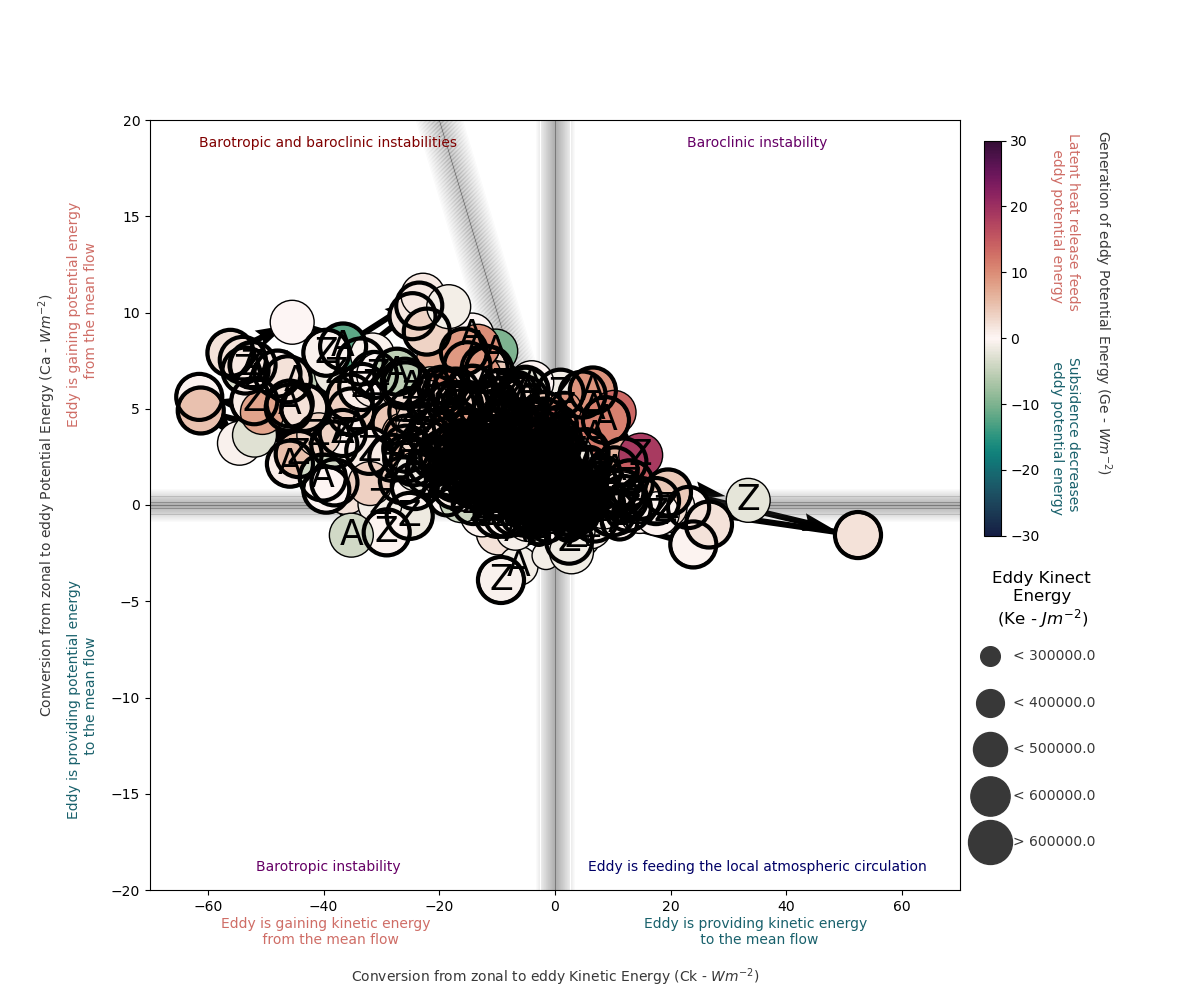 Barotropic and baroclinic instabilities
Baroclinic instability
Barotropic instability
Eddy is feeding the local atmospheric circulation
20
15
10
5
0
−5
−10
−15
−20
−60
−40
−20
0
20
40
60
Eddy is gaining kinetic energy
from the mean flow
Eddy is providing kinetic energy
to the mean flow
Conversion from zonal to eddy Kinetic Energy (Ck - Wm⁻²)
Conversion from zonal to eddy Potential Energy (Ca - Wm⁻²)
Eddy is gaining potential energy
from the mean flow
Eddy is providing potential energy
to the mean flow
30
20
10
0
−10
−20
−30
Latent heat release feeds
eddy potential energy
Subsidence decreases
eddy potential energy
Generation of eddy Potential Energy (Ge - Wm⁻²)
Eddy Kinect
Energy
(Ke - Jm⁻²)
< 300000.0
< 400000.0
< 500000.0
< 600000.0
> 600000.0
A
Z
Z
A
Z
A
Z